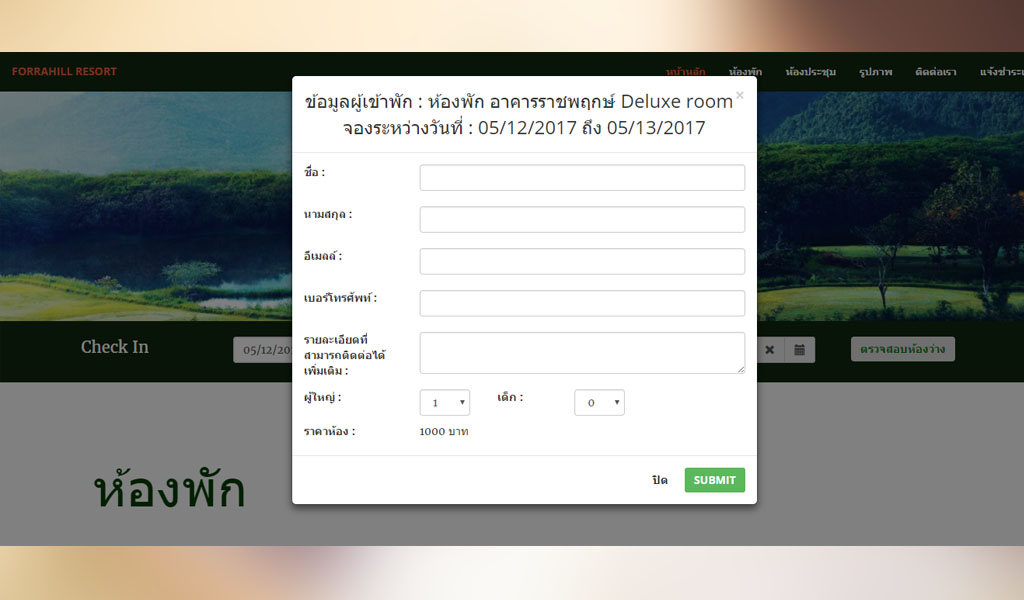 FORRAHILL RESORT
หน้าหลัก ห้องพัก ห้องประชุม รูปภาพ ติดต่อเรา แจ้งชำระเ
ข้อมูลผู้เข้าพัก : ห้องพัก อาคารราชพฤกษ์ Deluxe room ×
จองระหว่างวันที่ : 05/12/2017 ถึง 05/13/2017
ชื่อ :
นามสกุล :
อีเมลล์ :
เบอร์โทรศัพท์ :
รายละเอียดที่
สามารถติดต่อได้
เพิ่มเติม :
ผู้ใหญ่ : 1 เด็ก : 0
ราคาห้อง : 1000 บาท
ปิด SUBMIT
Check In 05/12/20 ตรวจสอบห้องว่าง
ห้องพัก